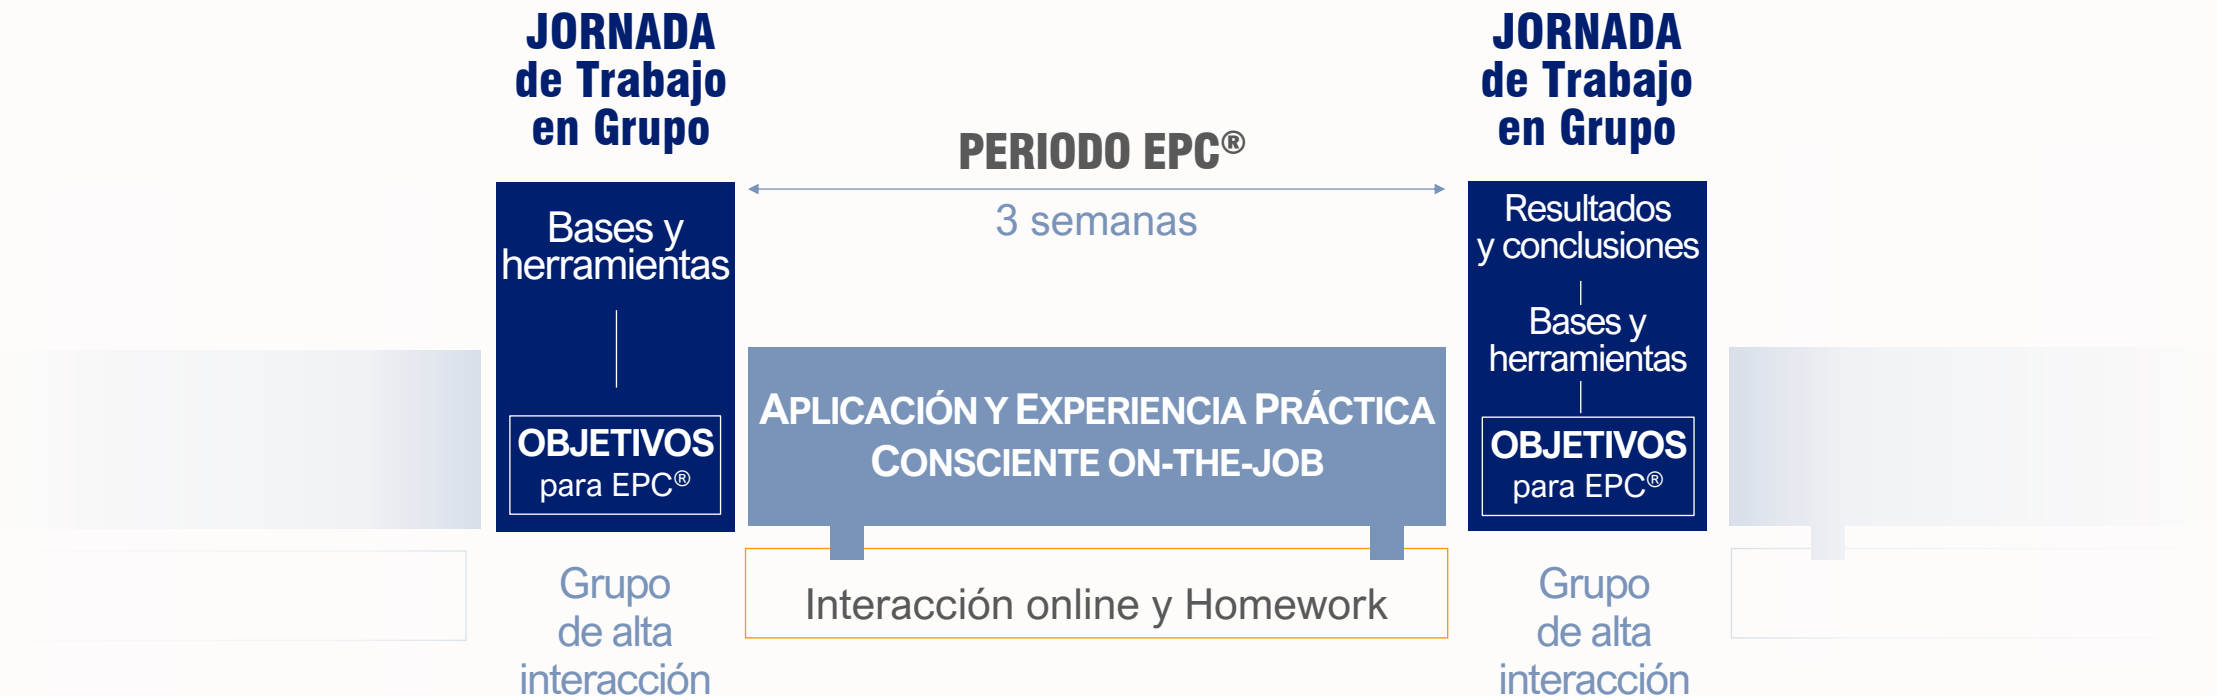 JORNADA
de Trabajo
en Grupo
Bases y
herramientas
OBJETIVOS
para EPC®
Grupo
de alta
interacción
PERIODO EPC®
3 semanas
APLICACIÓN Y EXPERIENCIA PRÁCTICA
CONSCIENTE ON-THE-JOB
Interacción online y Homework
JORNADA
de Trabajo
en Grupo
Resultados
y conclusiones
Bases y
herramientas
OBJETIVOS
para EPC®
Grupo
de alta
interacción